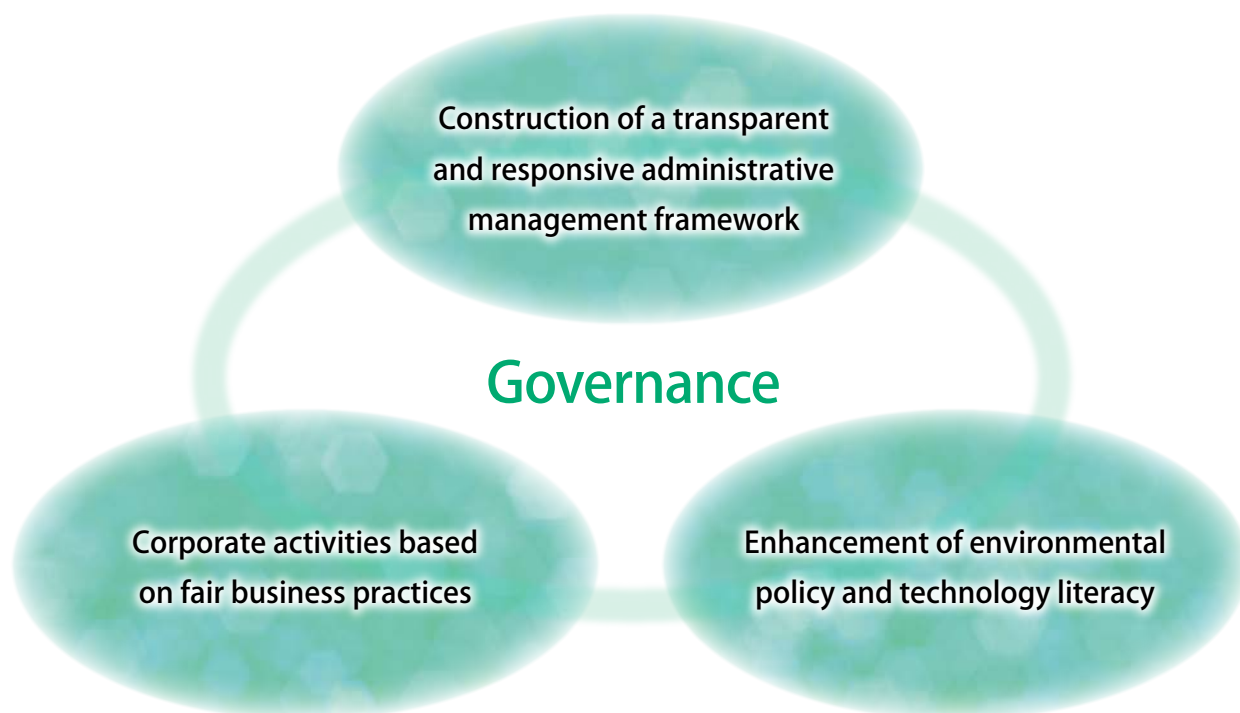 Construction of a transparent
and responsive administrative
management framework
Governance
Corporate activities based
on fair business practices
Enhancement of environmental
policy and technology literacy